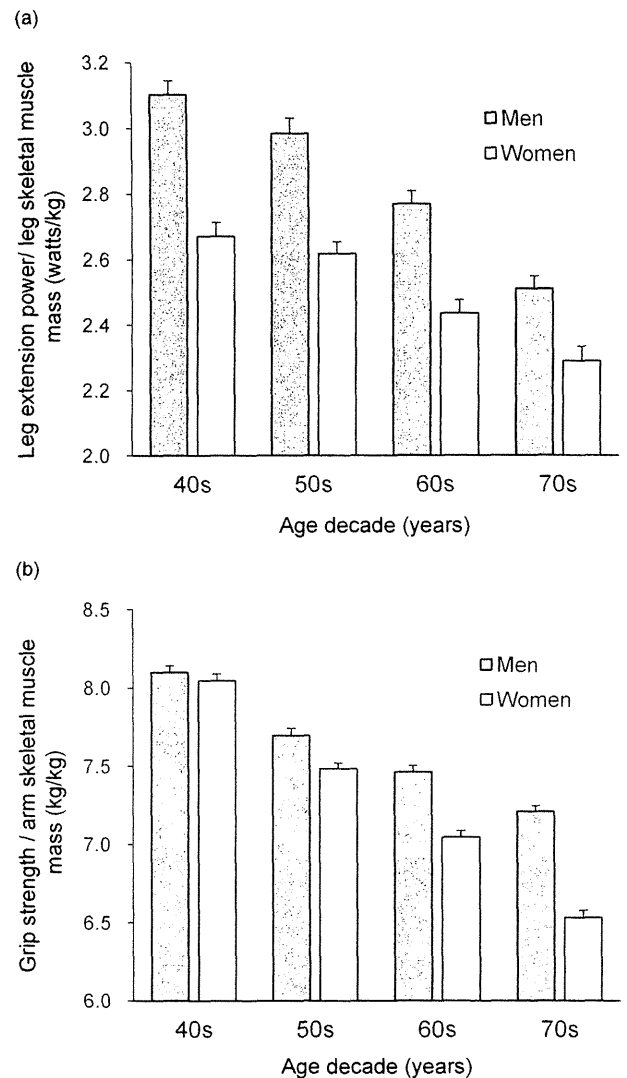 (a)
Leg extension power/ leg skeletal muscle
mass (watts/kg)
3.2
3.0
2.8
2.6
2.4
2.2
2.0
Men
Women
40s
50s
60s
70s
Age decade (years)
(b)
Grip strength / arm skeletal muscle
mass (kg/kg)
8.5
8.0
7.5
7.0
6.5
6.0
Men
Women
40s
50s
60s
70s
Age decade (years)